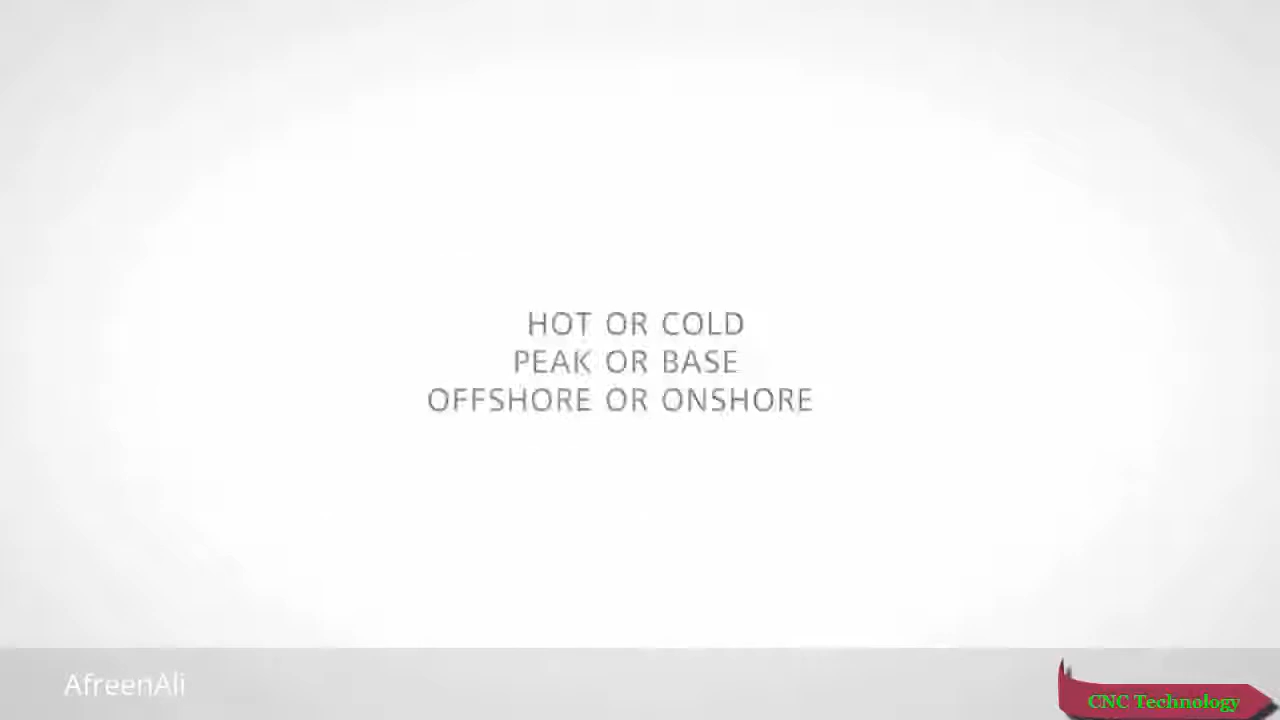 HOT OR COLD
PEAK OR BASE
OFFSHORE OR ONSHORE
AfreenAli
CNC Technology